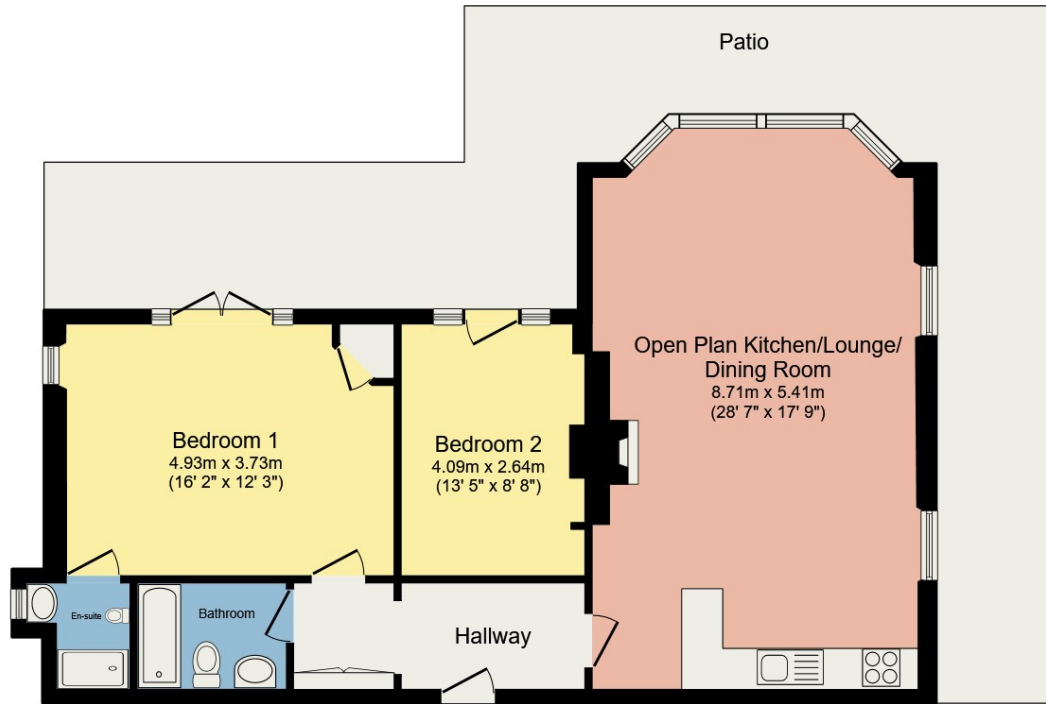 Patio
Open Plan Kitchen/Lounge/
Dining Room
8.71m x 5.41m
(28' 7" x 17' 9")
Bedroom 1
4.93m x 3.73m
(16' 2" x 12' 3")
Bedroom 2
4.09m x 2.64m
(13' 5" x 8' 8")
En-suite
Bathroom
Hallway